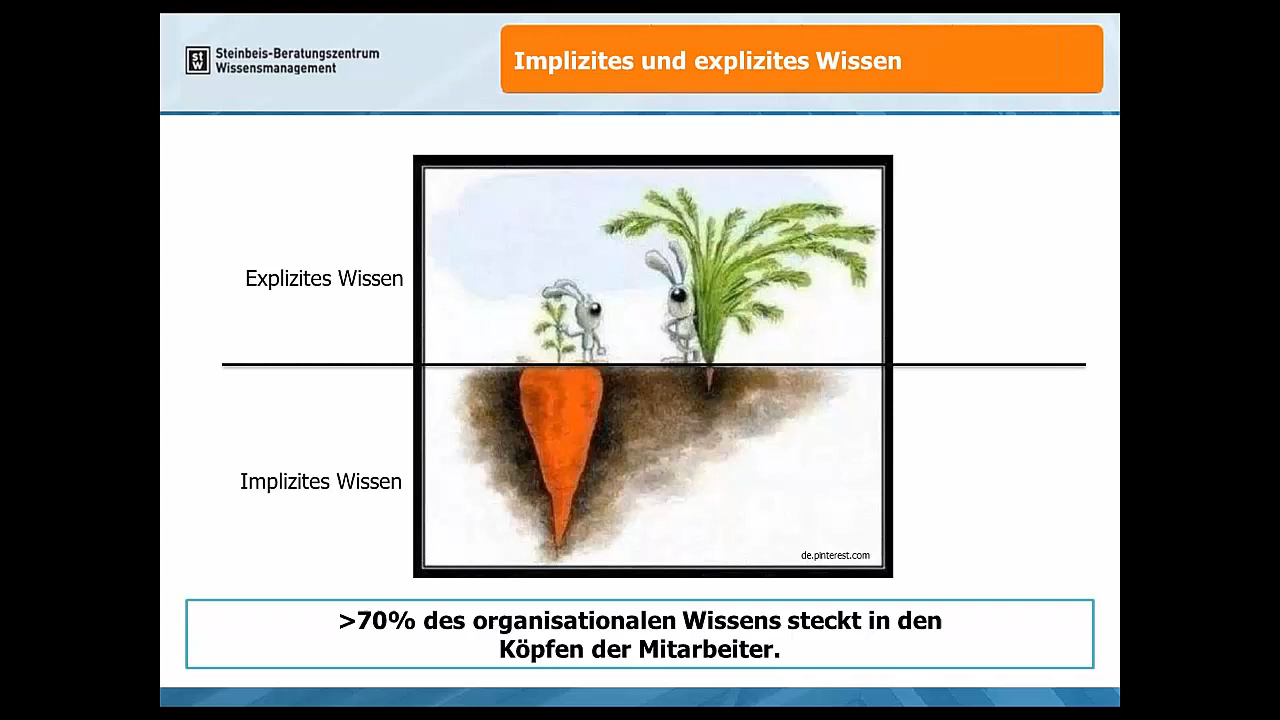 st
w
Steinbeis-Beratungszentrum
Wissensmanagement
Implizites und explizites Wissen
Explizites Wissen
Implizites Wissen
de.pinterest.com
>70% des organisationalen Wissens steckt in den
Köpfen der Mitarbeiter.